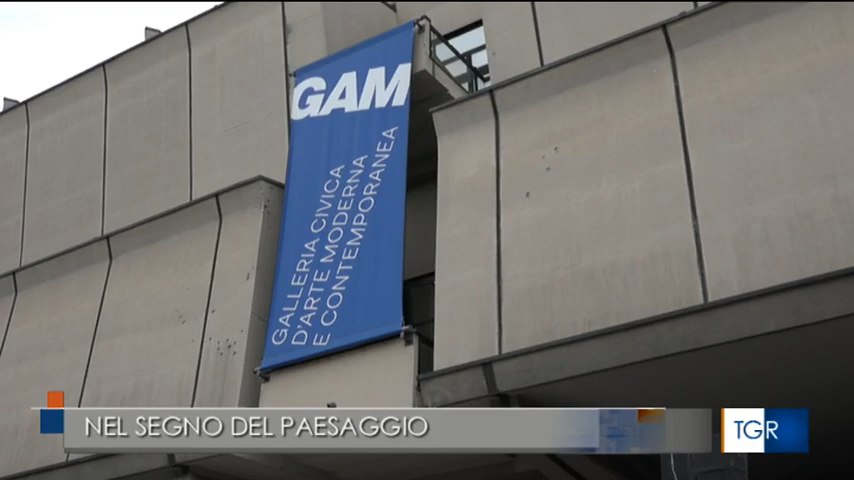 GAM
GALLERIA CIVICA
D'ARTE MODERNA
E CONTEMPORANEA
NEL SEGNO DEL PAESAGGIO
TGR